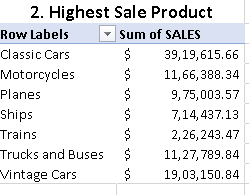 2. Highest Sale Product
Row Labels Sum of SALES
Classic Cars $ 39,19,615.66
Motorcycles $ 11,66,388.34
Planes $ 9,75,003.57
Ships $ 7,14,437.13
Trains $ 2,26,243.47
Trucks and Buses $ 11,27,789.84
Vintage Cars $ 19,03,150.84